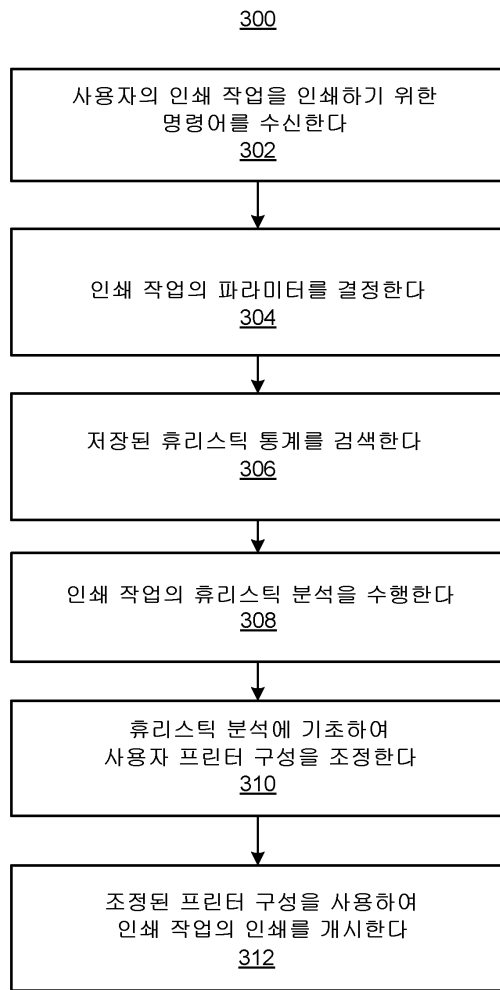 300
사용자의 인쇄 작업을 인쇄하기 위한
명령어를 수신한다
302
인쇄 작업의 파라미터를 결정한다
304
저장된 휴리스틱 통계를 검색한다
306
인쇄 작업의 휴리스틱 분석을 수행한다
308
휴리스틱 분석에 기초하여
사용자 프린터 구성을 조정한다
310
조정된 프린터 구성을 사용하여
인쇄 작업의 인쇄를 개시한다
312